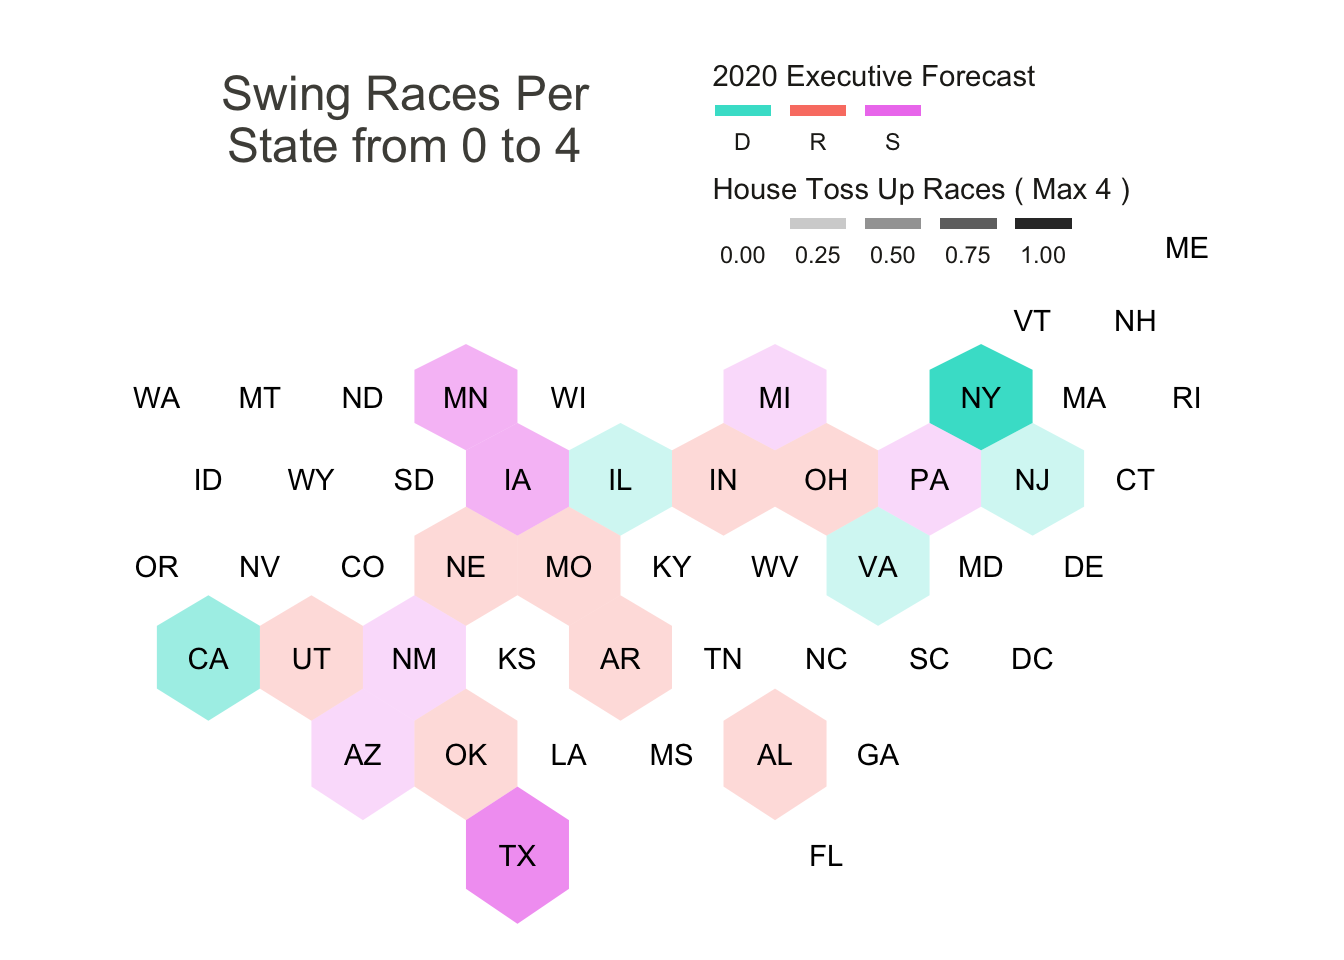 Swing Races Per
State from 0 to 4
2020 Executive Forecast
D R S
House Toss Up Races ( Max 4 )
0.00 0.25 0.50 0.75 1.00
ME
VT NH
WA MT ND MN WI MI NY MA RI
ID WY SD IA IL IN OH PA NJ CT
OR NV CO NE MO KY WV VA MD DE
CA UT NM KS AR TN NC SC DC
AZ OK LA MS AL GA
TX FL